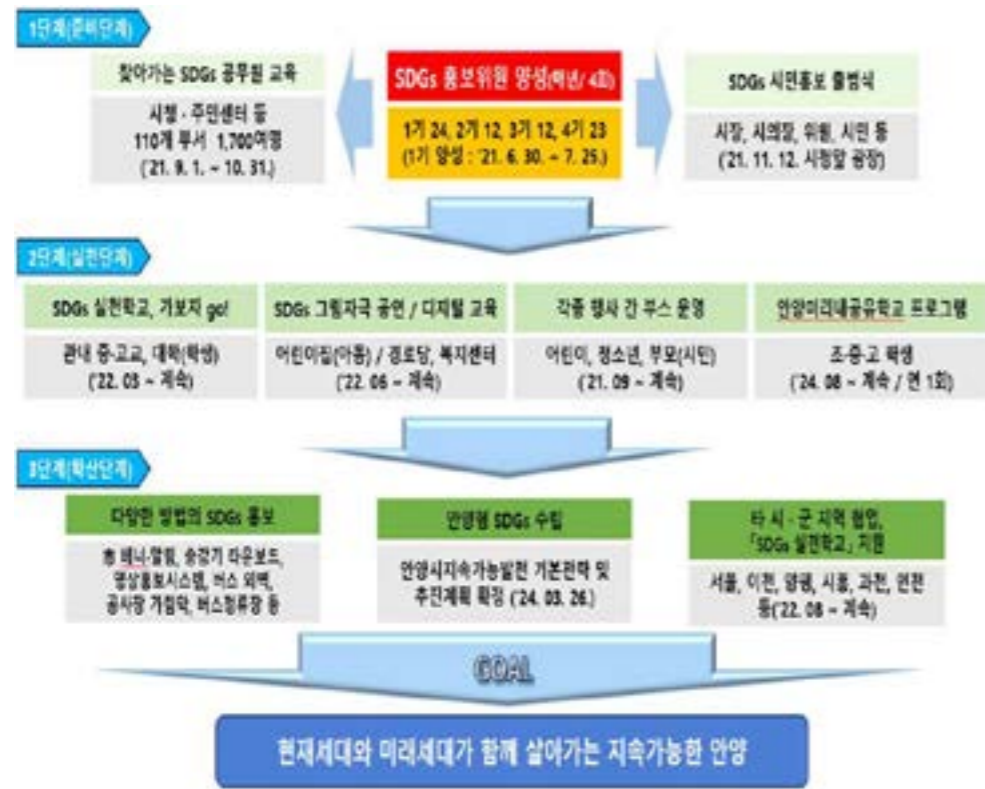 1단계(준비단계)
찾아가는 SDGs 공무원 교육
시청·주민센터 등
110개 부서 1,700여명
('21. 9. 1. ~ 10. 31.)
SDGs 홍보위원 양성(매년/ 4회)
1기 24, 2기 12, 3기 12, 4기 23
(1기 양성 : '21. 6. 30. ~ 7. 25.)
SDGs 시민홍보 출범식
시장, 시의장, 위원, 시민 등
('21. 11. 12. 시청앞 광장)
2단계(실천단계)
SDGs 실천학교, 가보자 go!
관내 중·고교, 대학(학생)
('22. 03 ~ 계속)
SDGs 그림자극 공연 / 디지털 교육
어린이집(아동) / 경로당, 복지센터
('22. 06 ~ 계속)
각종 행사 간 부스 운영
어린이, 청소년, 부모(시민)
('21. 09 ~ 계속)
안양미리내공유학교 프로그램
초·중·고 학생
('24. 08 ~ 계속 / 연 1회)
3단계(확산단계)
다양한 방법의 SDGs 홍보
배너·알림, 승강기 타운보드,
영상홍보시스템, 버스 외벽,
공사장 가림막, 버스정류장 등
안양형 SDGs 수립
안양시지속가능발전 기본전략 및
추진계획 확정 ('24. 03. 26.)
타 시·군 지역 협업,
「SDGs 실천학교」 지원
서울, 이천, 양평, 시흥, 과천, 인천
등('22. 08 ~ 계속)
GOAL
현재세대와 미래세대가 함께 살아가는 지속가능한 안양